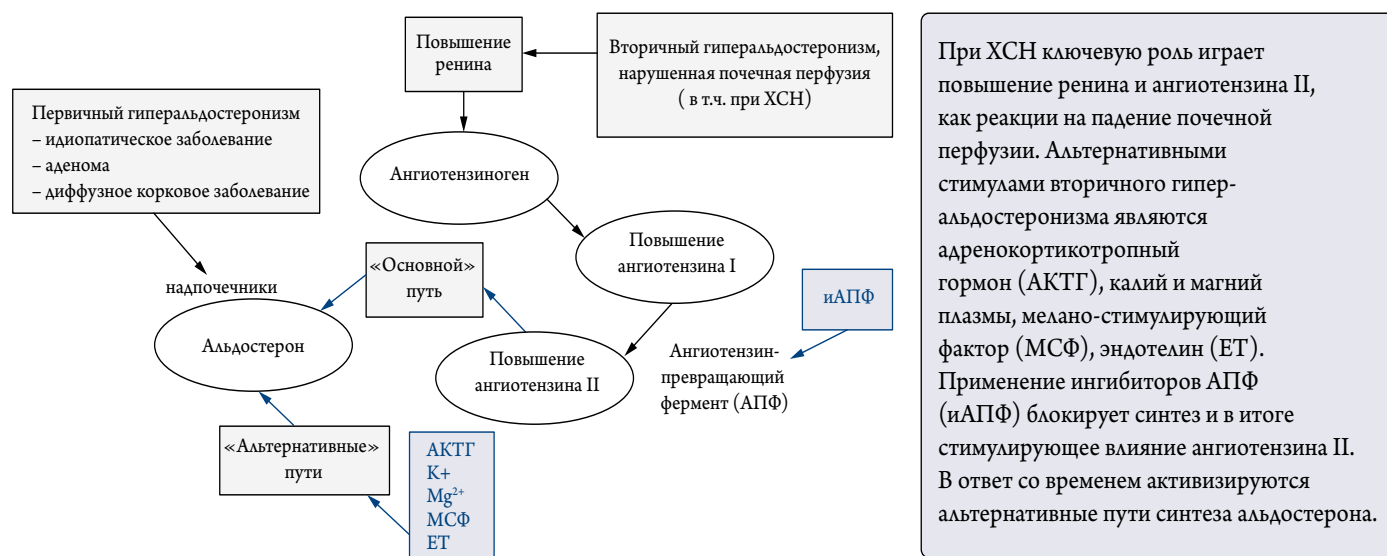 Повышение
ренина
Вторичный гиперальдостеронизм,
нарушенная почечная перфузия
( в т.ч. при ХСН)
Первичный гиперальдостеронизм
– идиопатическое заболевание
– аденома
– диффузное корковое заболевание
Ангиотензиноген
Повышение
ангиотензина I
«Основной»
путь
надпочечники
иАПФ
Альдостерон
Повышение
ангиотензина II
Ангиотензин-
превращающий
фермент (АПФ)
«Альтернативные»
пути
АКТГ
K+
Mg²⁺
МСФ
ЕТ
При ХСН ключевую роль играет
повышение ренина и ангиотензина II,
как реакции на падение почечной
перфузии. Альтернативными
стимулами вторичного гипер-
альдостеронизма являются
адренокортикотропный
гормон (АКТГ), калий и магний
плазмы, мелано-стимулирующий
фактор (МСФ), эндотелин (ЕТ).
Применение ингибиторов АПФ
(иАПФ) блокирует синтез и в итоге
стимулирующее влияние ангиотензина II.
В ответ со временем активизируются
альтернативные пути синтеза альдостерона.